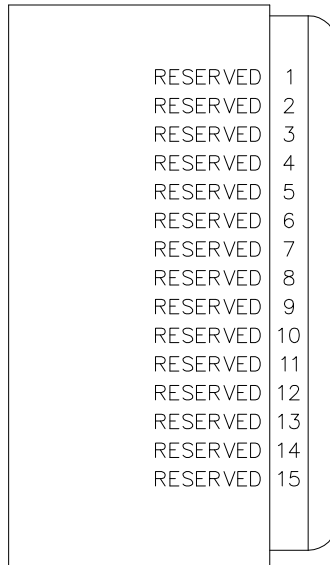 RESERVED 1
RESERVED 2
RESERVED 3
RESERVED 4
RESERVED 5
RESERVED 6
RESERVED 7
RESERVED 8
RESERVED 9
RESERVED 10
RESERVED 11
RESERVED 12
RESERVED 13
RESERVED 14
RESERVED 15